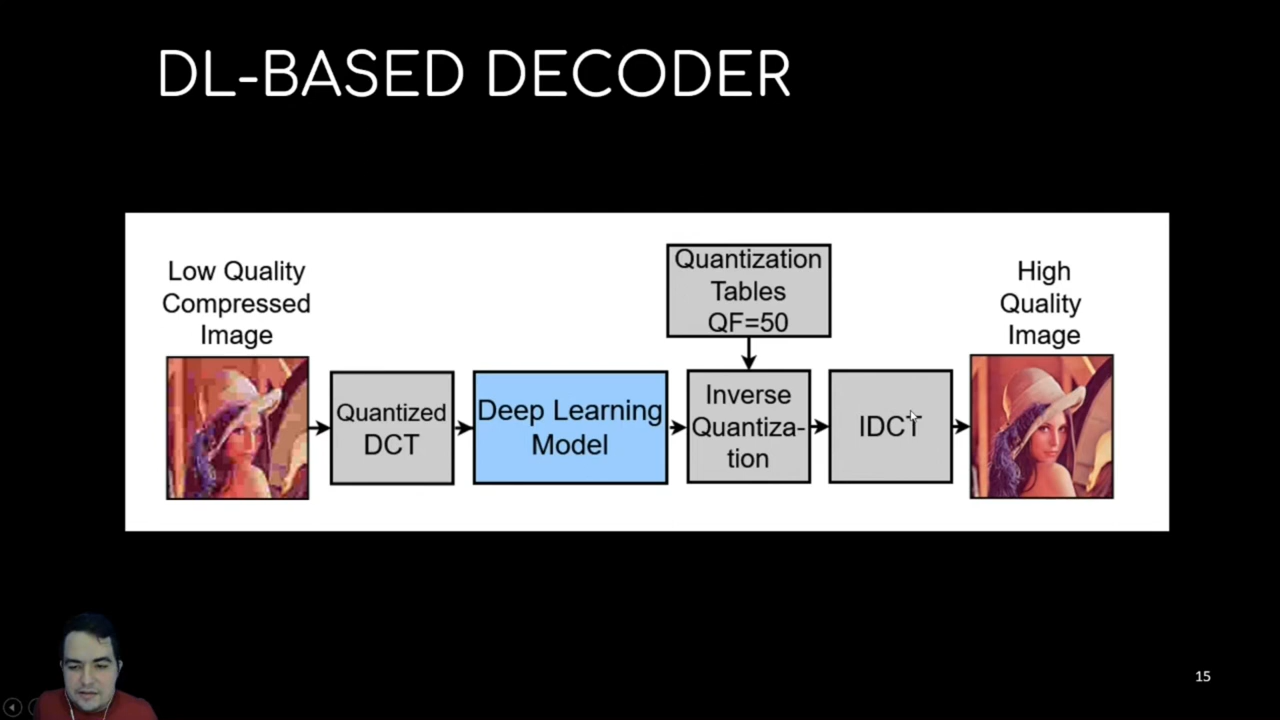 DL-BASED DECODER
Low Quality
Compressed
Image
Quantized
DCT
Deep Learning
Model
Quantization
Tables
QF=50
Inverse
Quantiza-
tion
IDCT
High
Quality
Image
15